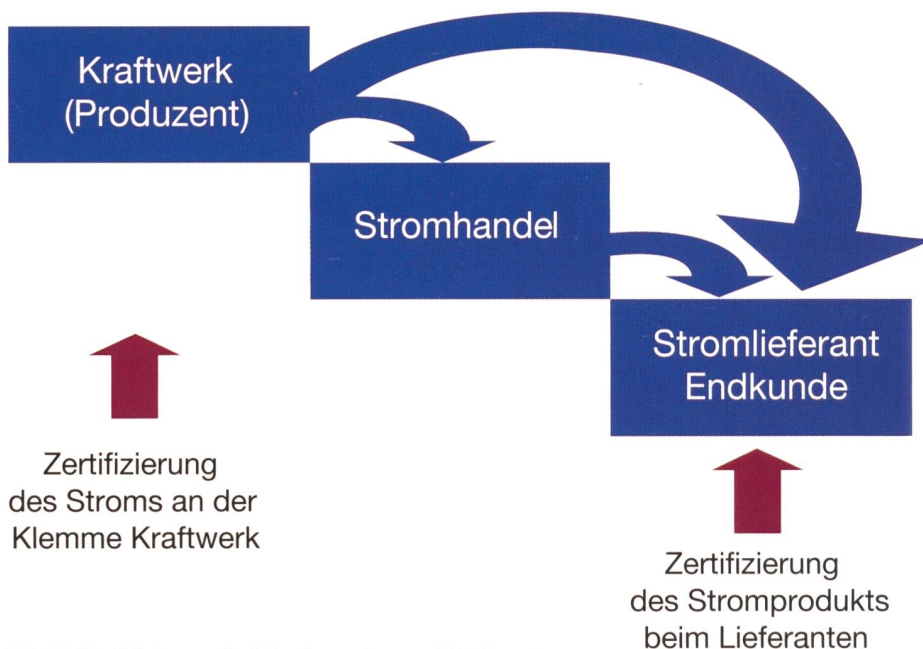 Kraftwerk
(Produzent)
Stromhandel
Stromlieferant
Endkunde
Zertifizierung
des Stroms an der
Klemme Kraftwerk
Zertifizierung
des Stromprodukts
beim Lieferanten